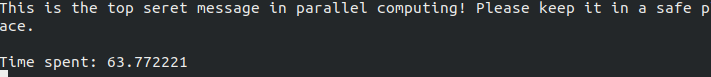 This is the top seret message in parallel computing! Please keep it in a safe p
ace.
Time spent: 63.772221